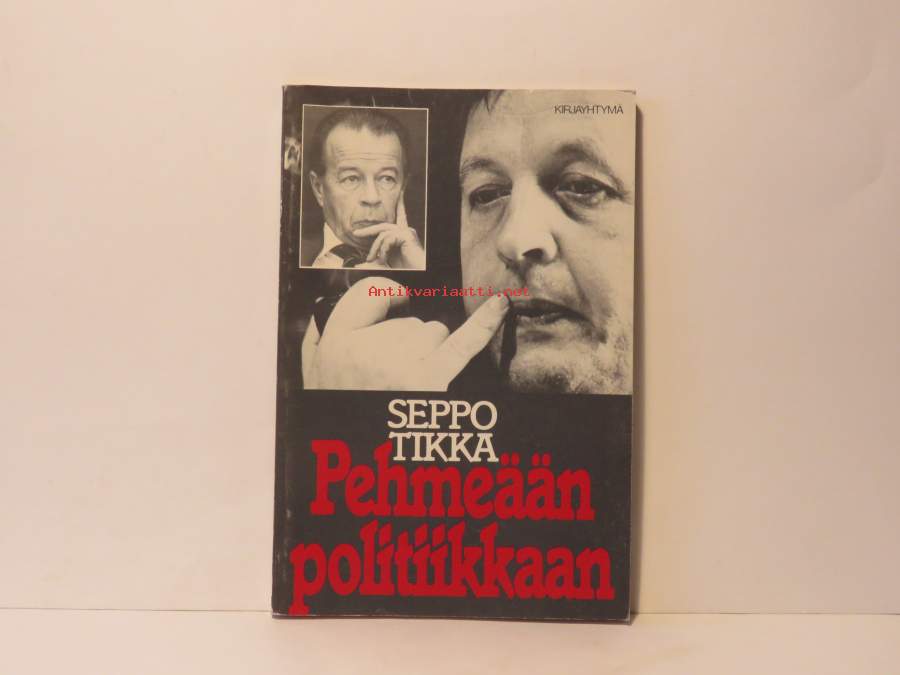 KIRJAYHTYMÄ
Antikvariaatti.net
SEPPO
TIKKA
Pehmeään
politiikkaan